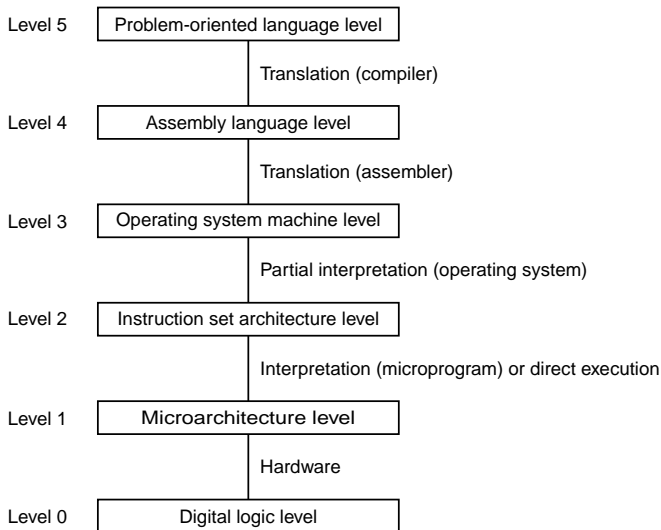 Level 5 Problem-oriented language level
Translation (compiler)
Level 4 Assembly language level
Translation (assembler)
Level 3 Operating system machine level
Partial interpretation (operating system)
Level 2 Instruction set architecture level
Interpretation (microprogram) or direct execution
Level 1 Microarchitecture level
Hardware
Level 0 Digital logic level